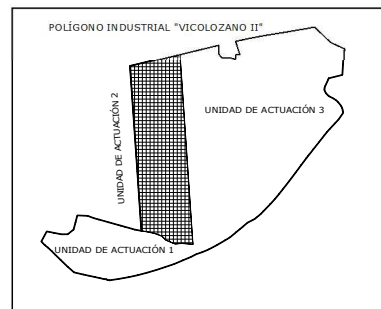 POLÍGONO INDUSTRIAL "VICOLOZANO II"
UNIDAD DE ACTUACIÓN 2
UNIDAD DE ACTUACIÓN 3
UNIDAD DE ACTUACIÓN 1